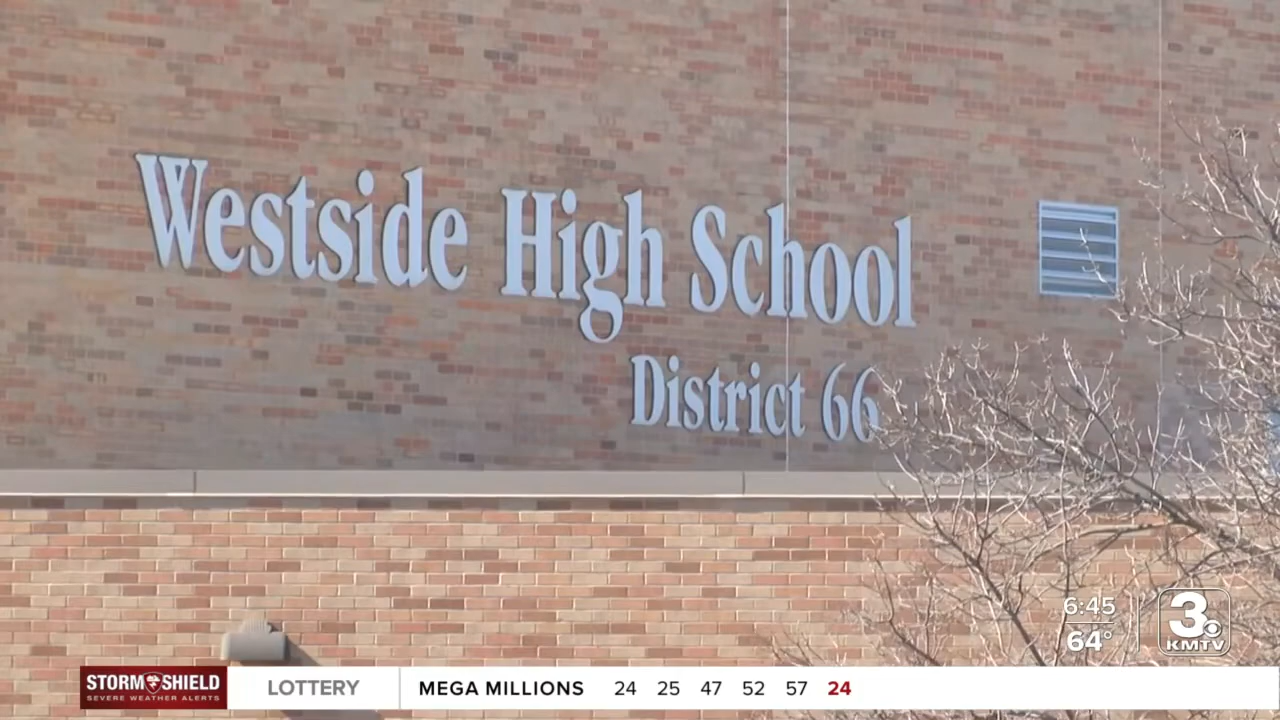 Westside High School
District 66
6:45
64°
3
KMTV
STORM SHIELD
SEVERE WEATHER ALERTS
LOTTERY
MEGA MILLIONS 24 25 47 52 57 24